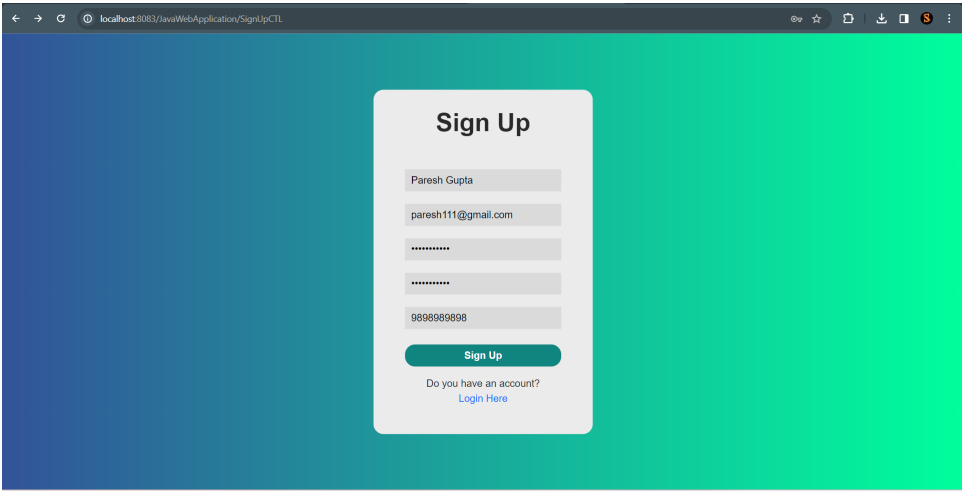 localhost:8083/JavaWebApplication/SignUpCTL
S
Sign Up
Paresh Gupta
paresh111@gmail.com
•••••••••••
•••••••••••
9898989898
Sign Up
Do you have an account?
Login Here